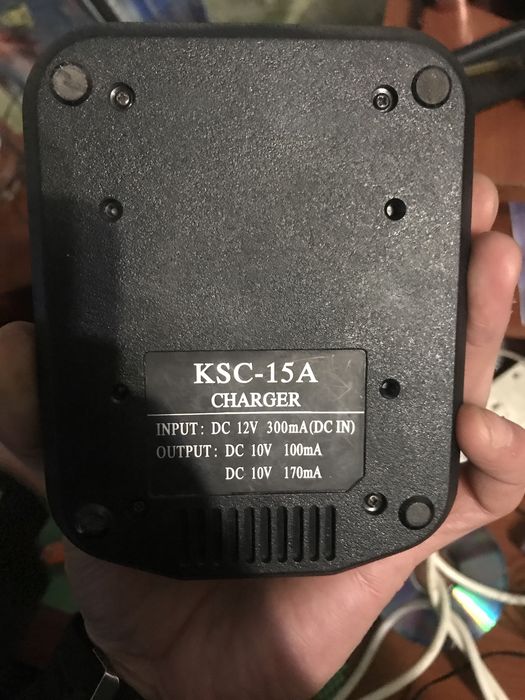 KSC-15A
CHARGER
INPUT: DC 12V 300mA(DC IN)
OUTPUT: DC 10V 100mA
DC 10V 170mA